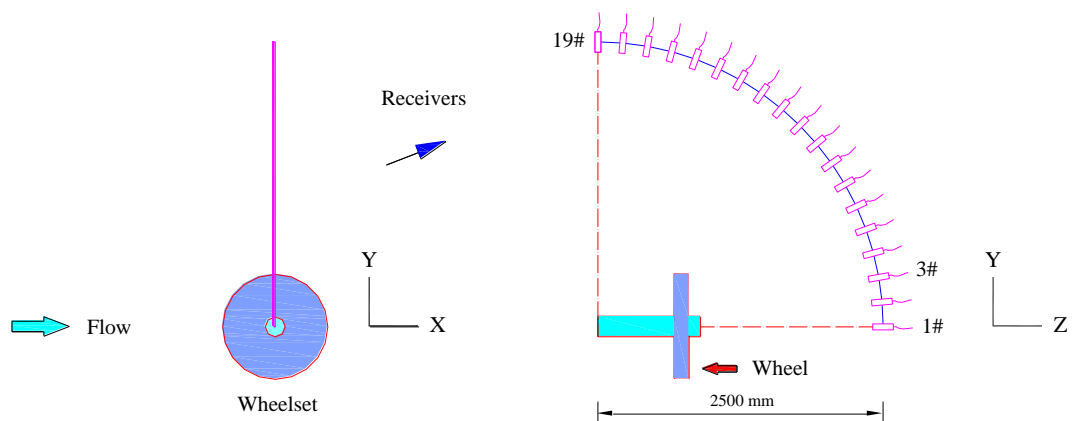 Receivers
Flow
Y
X
Wheelset
19#
3#
1#
Wheel
2500 mm
Y
Z